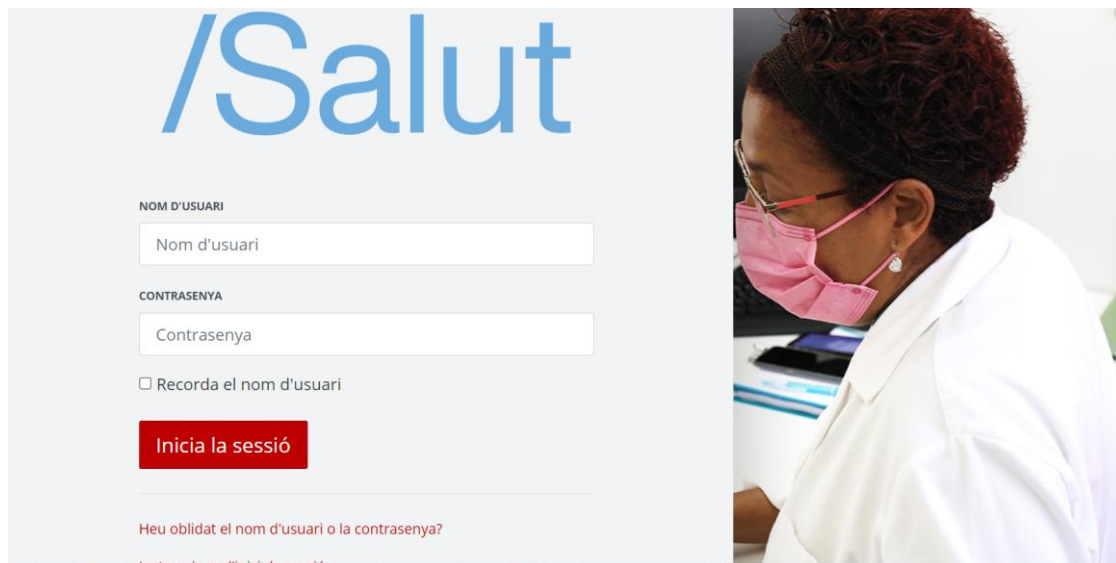 /Salut
NOM D'USUARI
Nom d'usuari
CONTRASENYA
Contrasenya
Recorda el nom d'usuari
Inicia la sessió
Heu oblidat el nom d'usuari o la contrasenya?